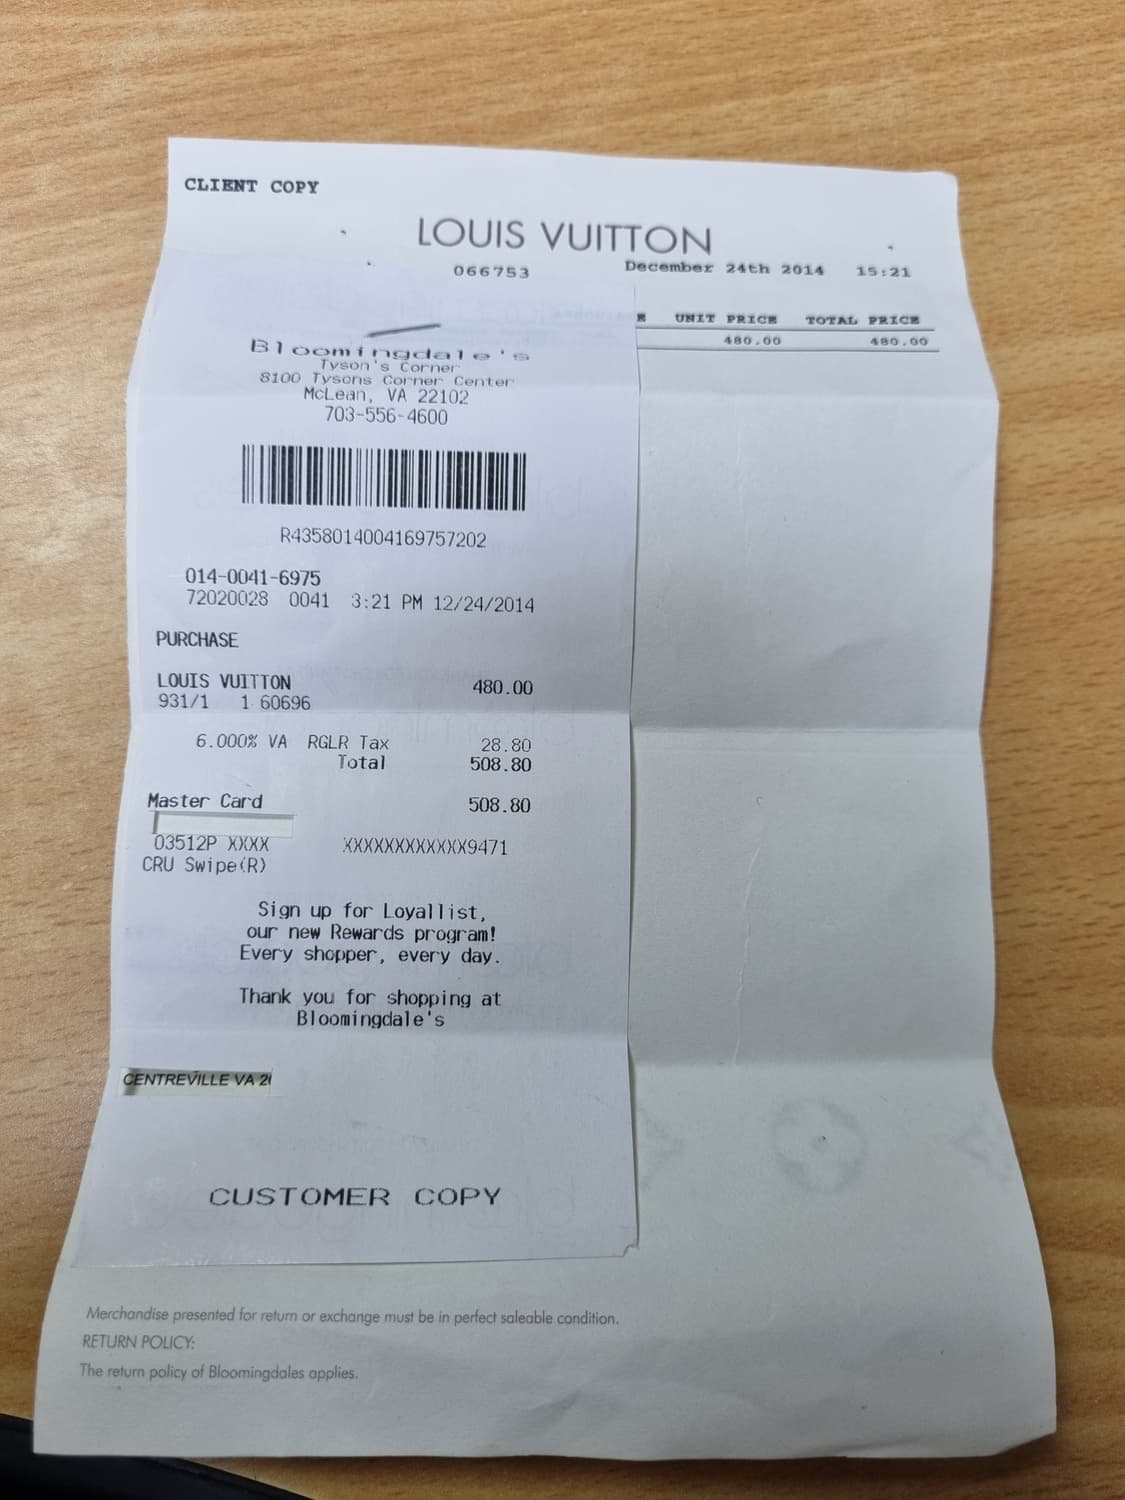 CLIENT COPY
LOUIS VUITTON
066753 December 24th 2014 15:21
UNIT PRICE TOTAL PRICE
480.00 480.00
Bloomingdale's
Tyson's Corner
8100 Tysons Corner Center
McLean, VA 22102
703-556-4600
R4358014004169757202
014-0041-6975
72020028 0041 3:21 PM 12/24/2014
PURCHASE
LOUIS VUITTON 480.00
931/1 1 60696
6.000% VA RGLR Tax 28.80
Total 508.80
Master Card 508.80
03512P XXXX XXXXXXXXXXXX9471
CRU Swipe(R)
Sign up for Loyallist,
our new Rewards program!
Every shopper, every day.
Thank you for shopping at
Bloomingdale's
CENTREVILLE VA
CUSTOMER COPY
Merchandise presented for return or exchange must be in perfect saleable condition.
RETURN POLICY:
The return policy of Bloomingdales applies.